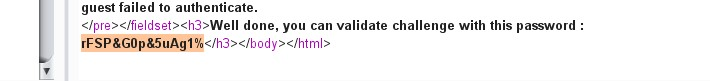 guest failed to authenticate.
</pre></fieldset><h3>Well done, you can validate challenge with this password :
rFSP&G0p&5uAg1%</h3></body></html>